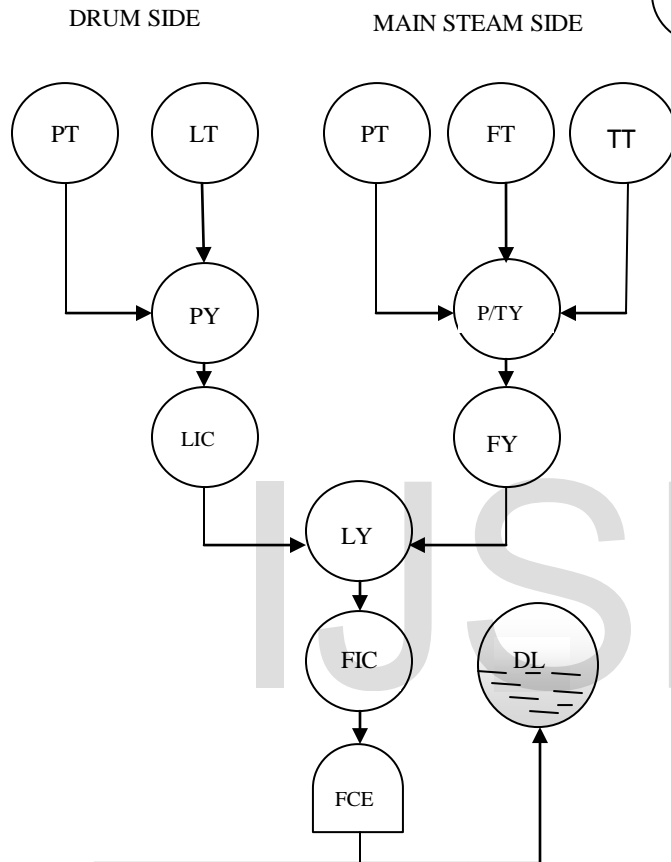 DRUM SIDE
MAIN STEAM SIDE
PT
LT
PT
FT
TT
PY
P/TY
LIC
FY
LY
FIC
DL
FCE
IJS